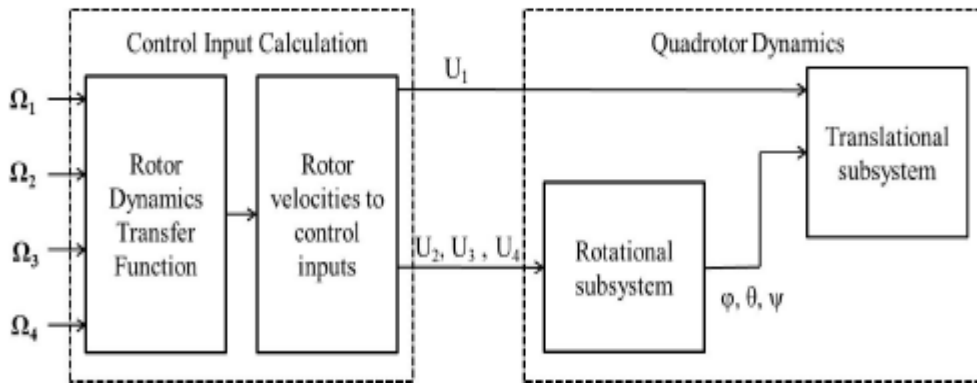 Control Input Calculation
Quadrotor Dynamics
U₁
Ω₁
Ω₂
Ω₃
Ω₄
Rotor
Dynamics
Transfer
Function
Rotor
velocities to
control
inputs
U₂, U₃ , U₄
Rotational
subsystem
φ, θ, ψ
Translational
subsystem